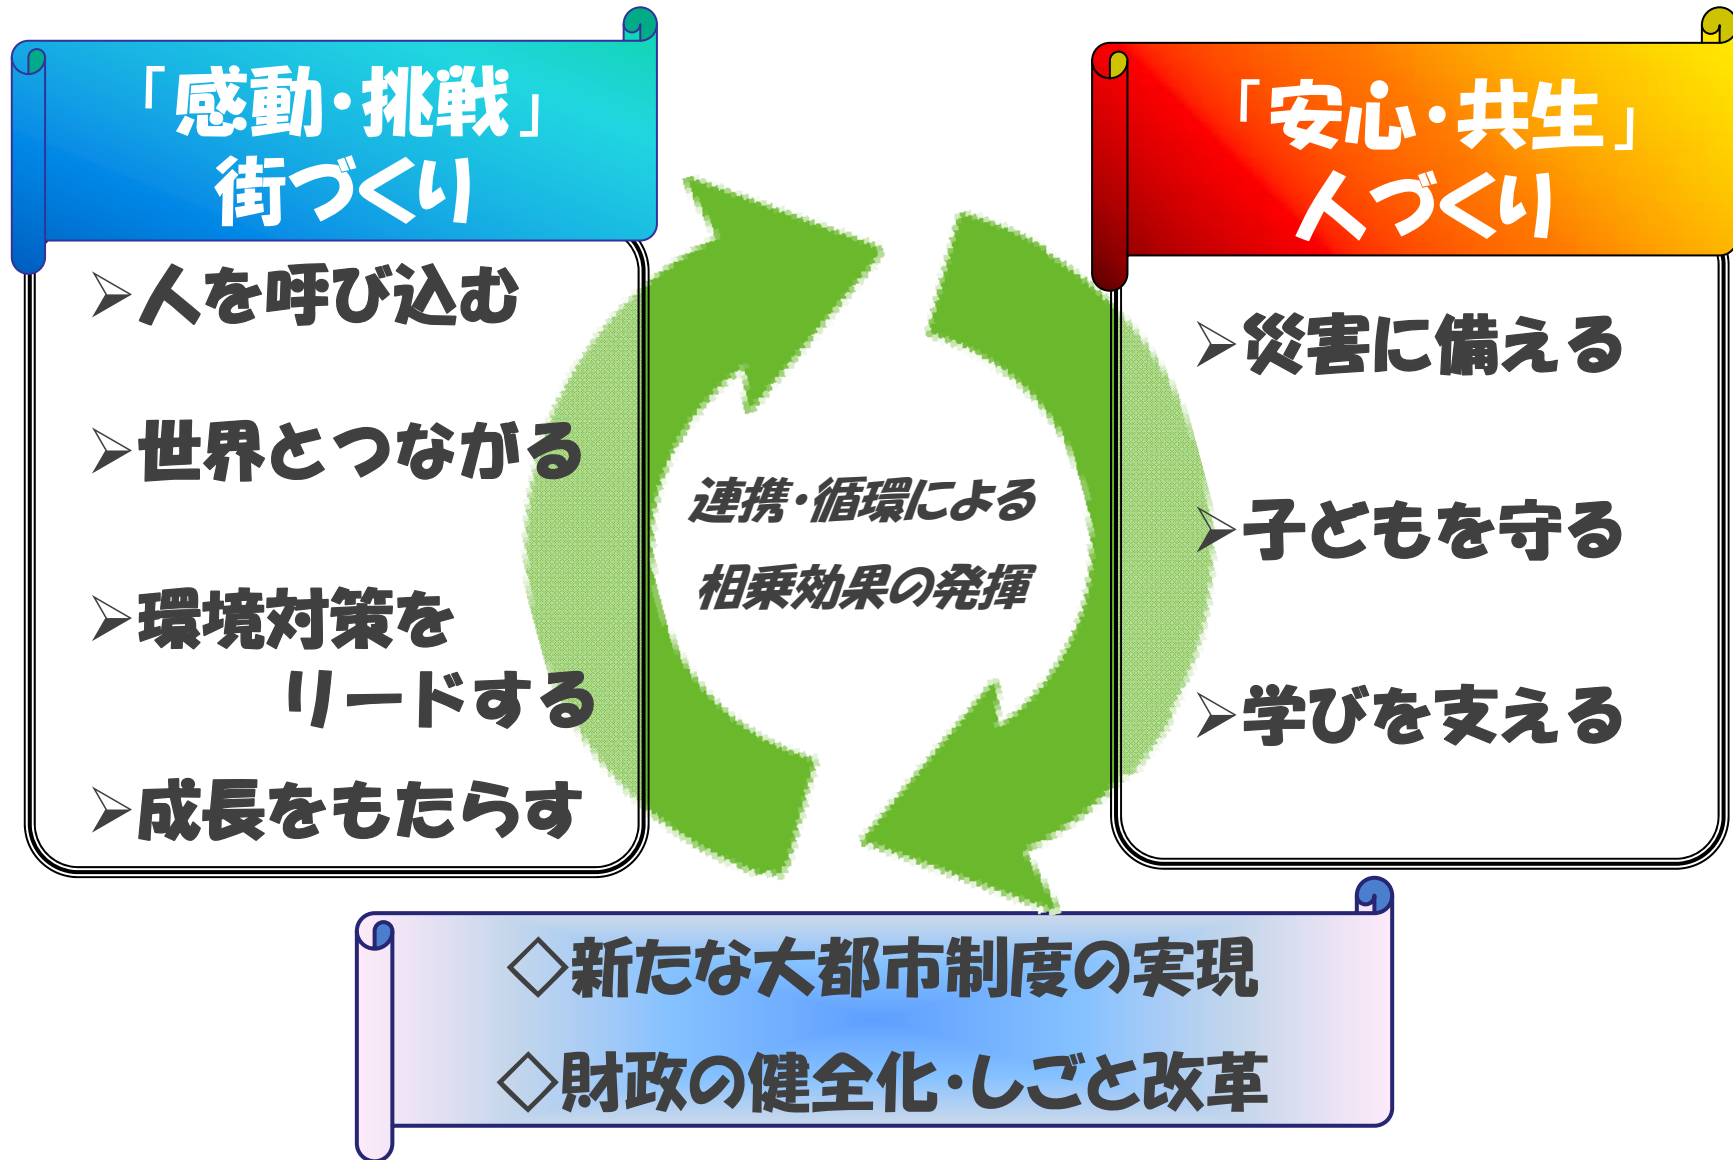 「感動・挑戦」
街づくり
➢人を呼び込む
➢世界とつながる
➢環境対策を
リードする
➢成長をもたらす
連携・循環による
相乗効果の発揮
「安心・共生」
人づくり
➢災害に備える
➢子どもを守る
➢学びを支える
◇新たな大都市制度の実現
◇財政の健全化・しごと改革